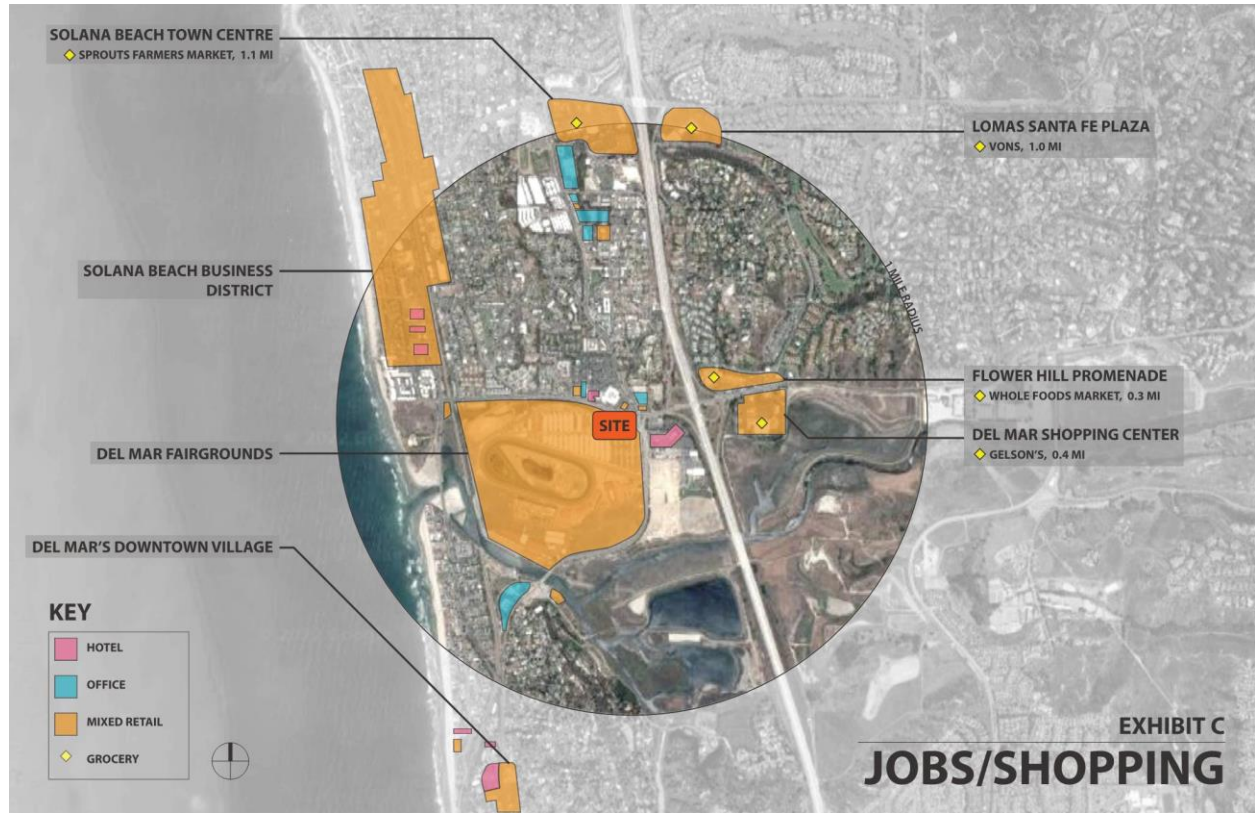 SOLANA BEACH TOWN CENTRE
SPROUTS FARMERS MARKET, 1.1 MI
LOMAS SANTA FE PLAZA
VONS, 1.0 MI
SOLANA BEACH BUSINESS
DISTRICT
1 MILE RADIUS
FLOWER HILL PROMENADE
WHOLE FOODS MARKET, 0.3 MI
SITE
DEL MAR SHOPPING CENTER
GELSON'S, 0.4 MI
DEL MAR FAIRGROUNDS
DEL MAR'S DOWNTOWN VILLAGE
KEY
HOTEL
OFFICE
MIXED RETAIL
GROCERY
EXHIBIT C
JOBS/SHOPPING